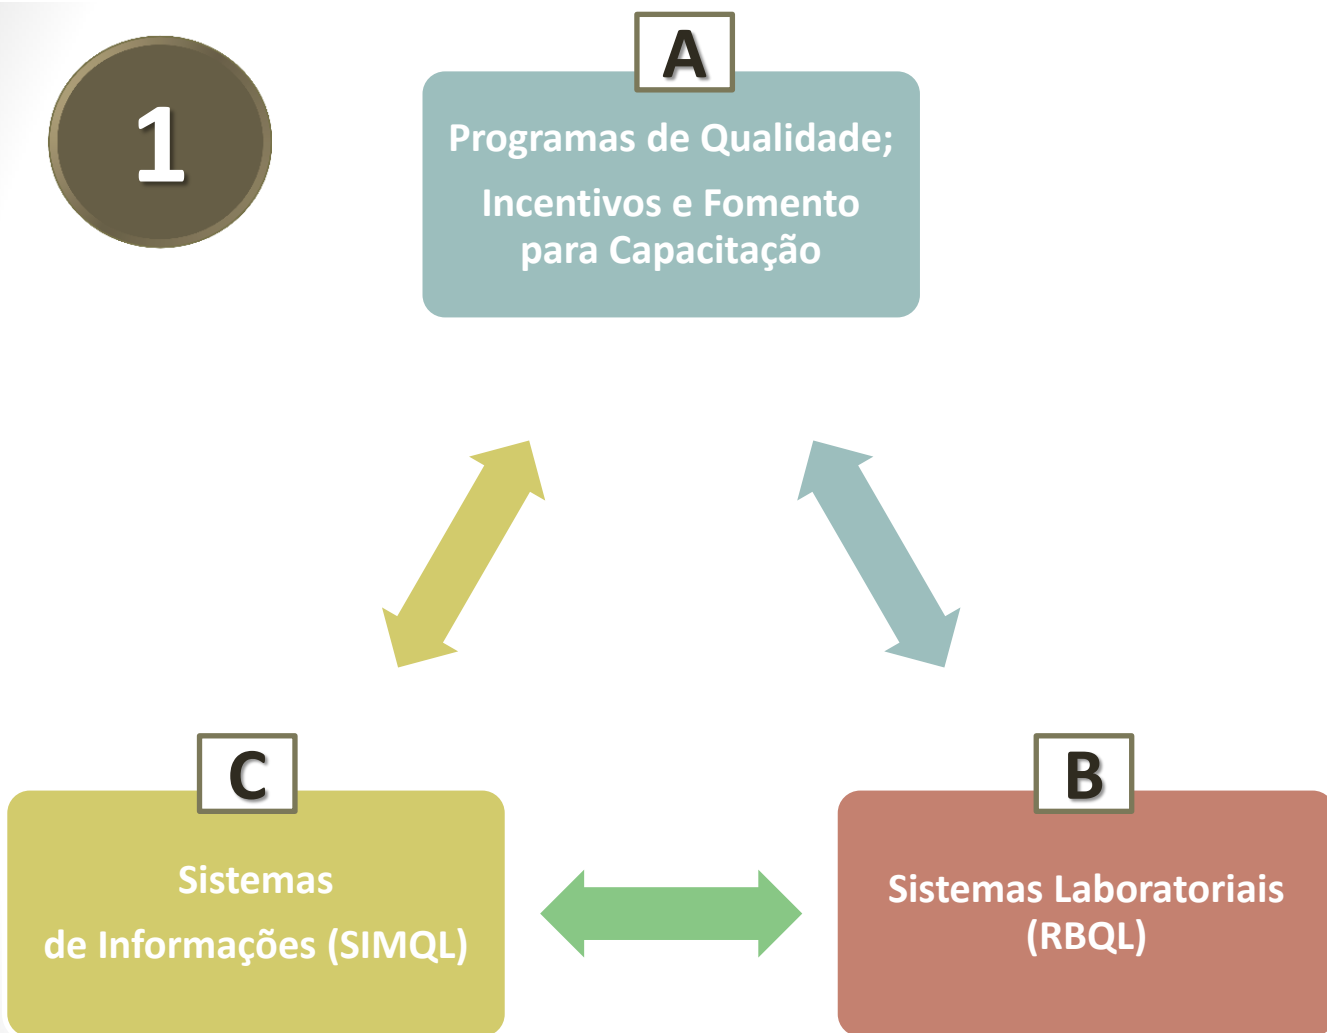 1
A
Programas de Qualidade;
Incentivos e Fomento
para Capacitação
C
Sistemas
de Informações (SIMQL)
B
Sistemas Laboratoriais
(RBQL)